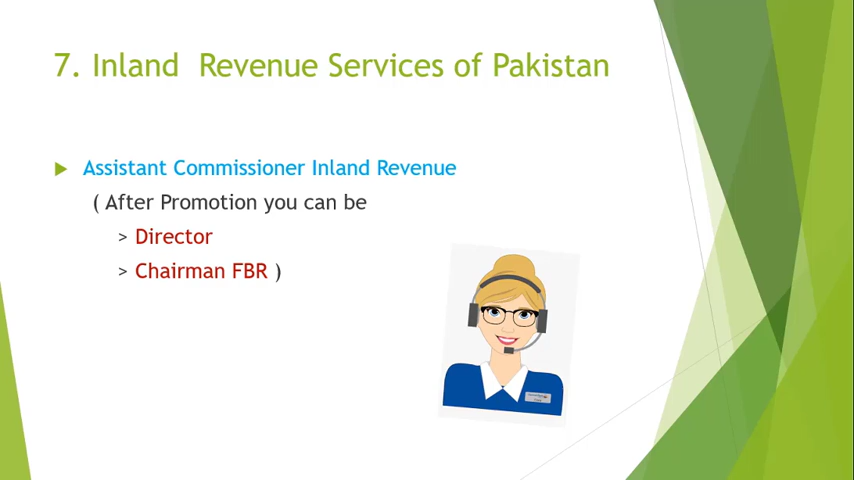 7. Inland Revenue Services of Pakistan
Assistant Commissioner Inland Revenue
( After Promotion you can be
> Director
> Chairman FBR )